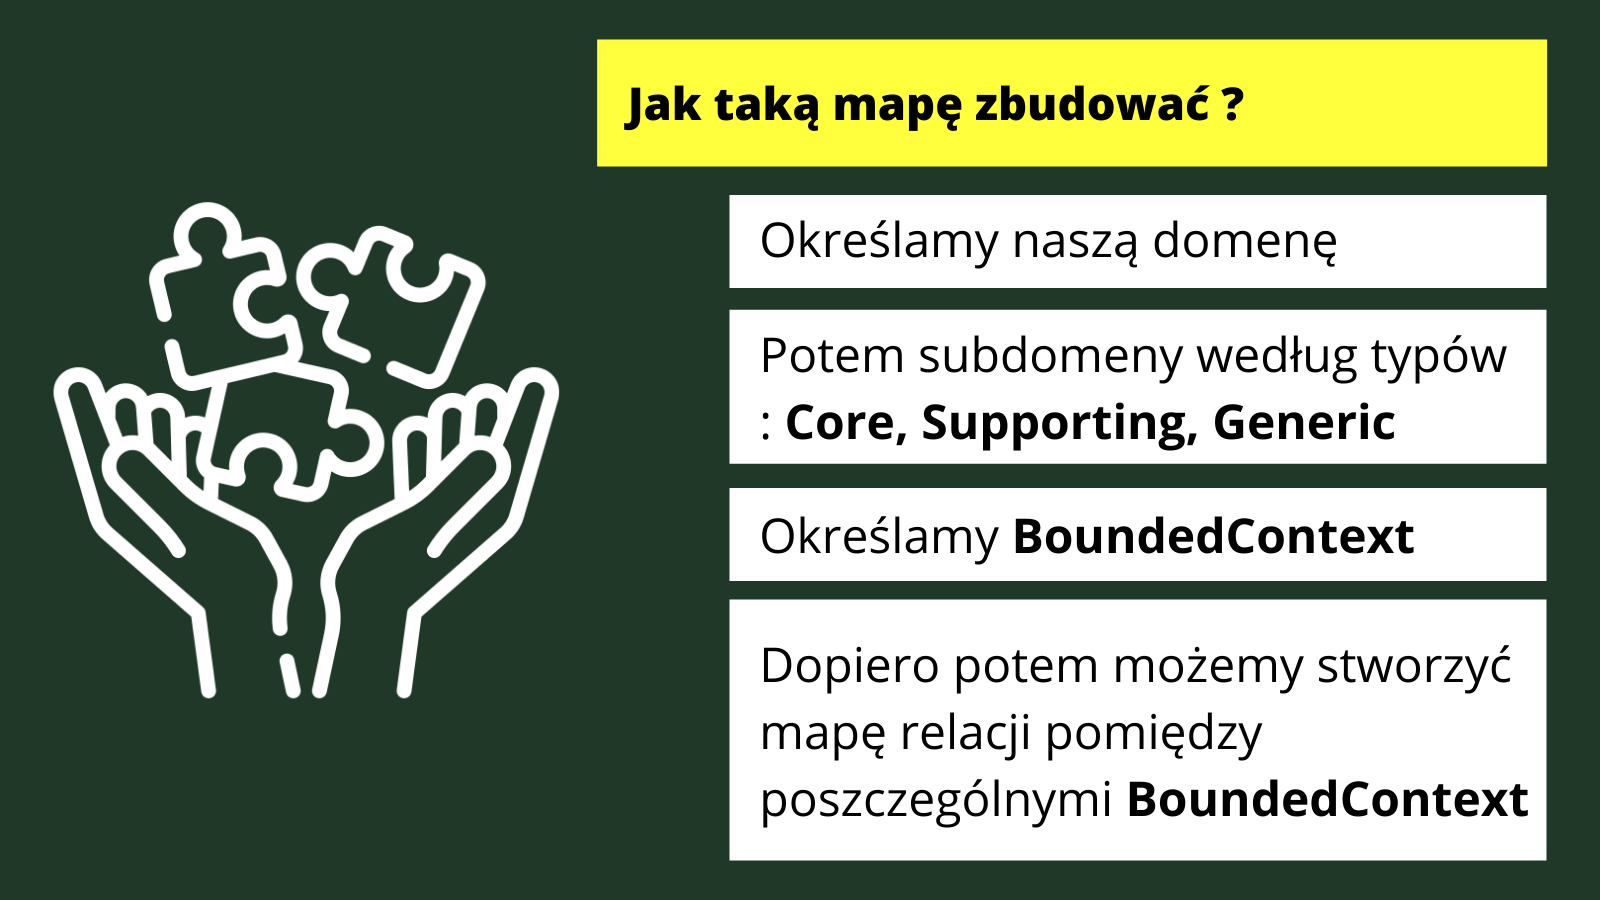 Jak taką mapę zbudować ?
Określamy naszą domenę
Potem subdomeny według typów
: Core, Supporting, Generic
Określamy BoundedContext
Dopiero potem możemy stworzyć
mapę relacji pomiędzy
poszczególnymi BoundedContext